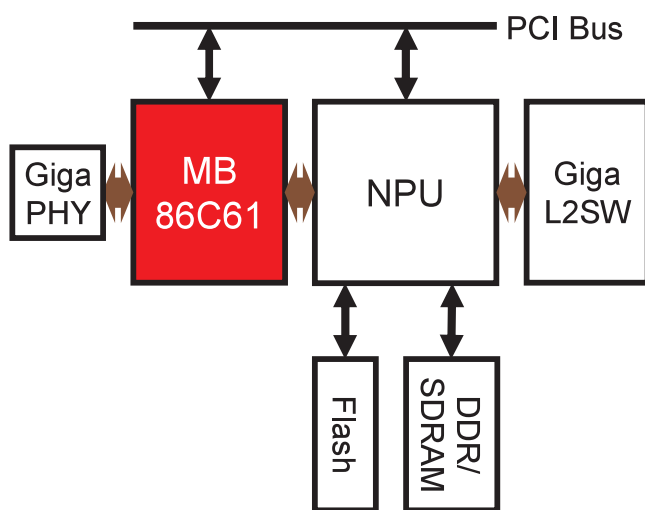 PCI Bus
Giga
PHY
MB
86C61
NPU
Giga
L2SW
Flash
DDR/
SDRAM